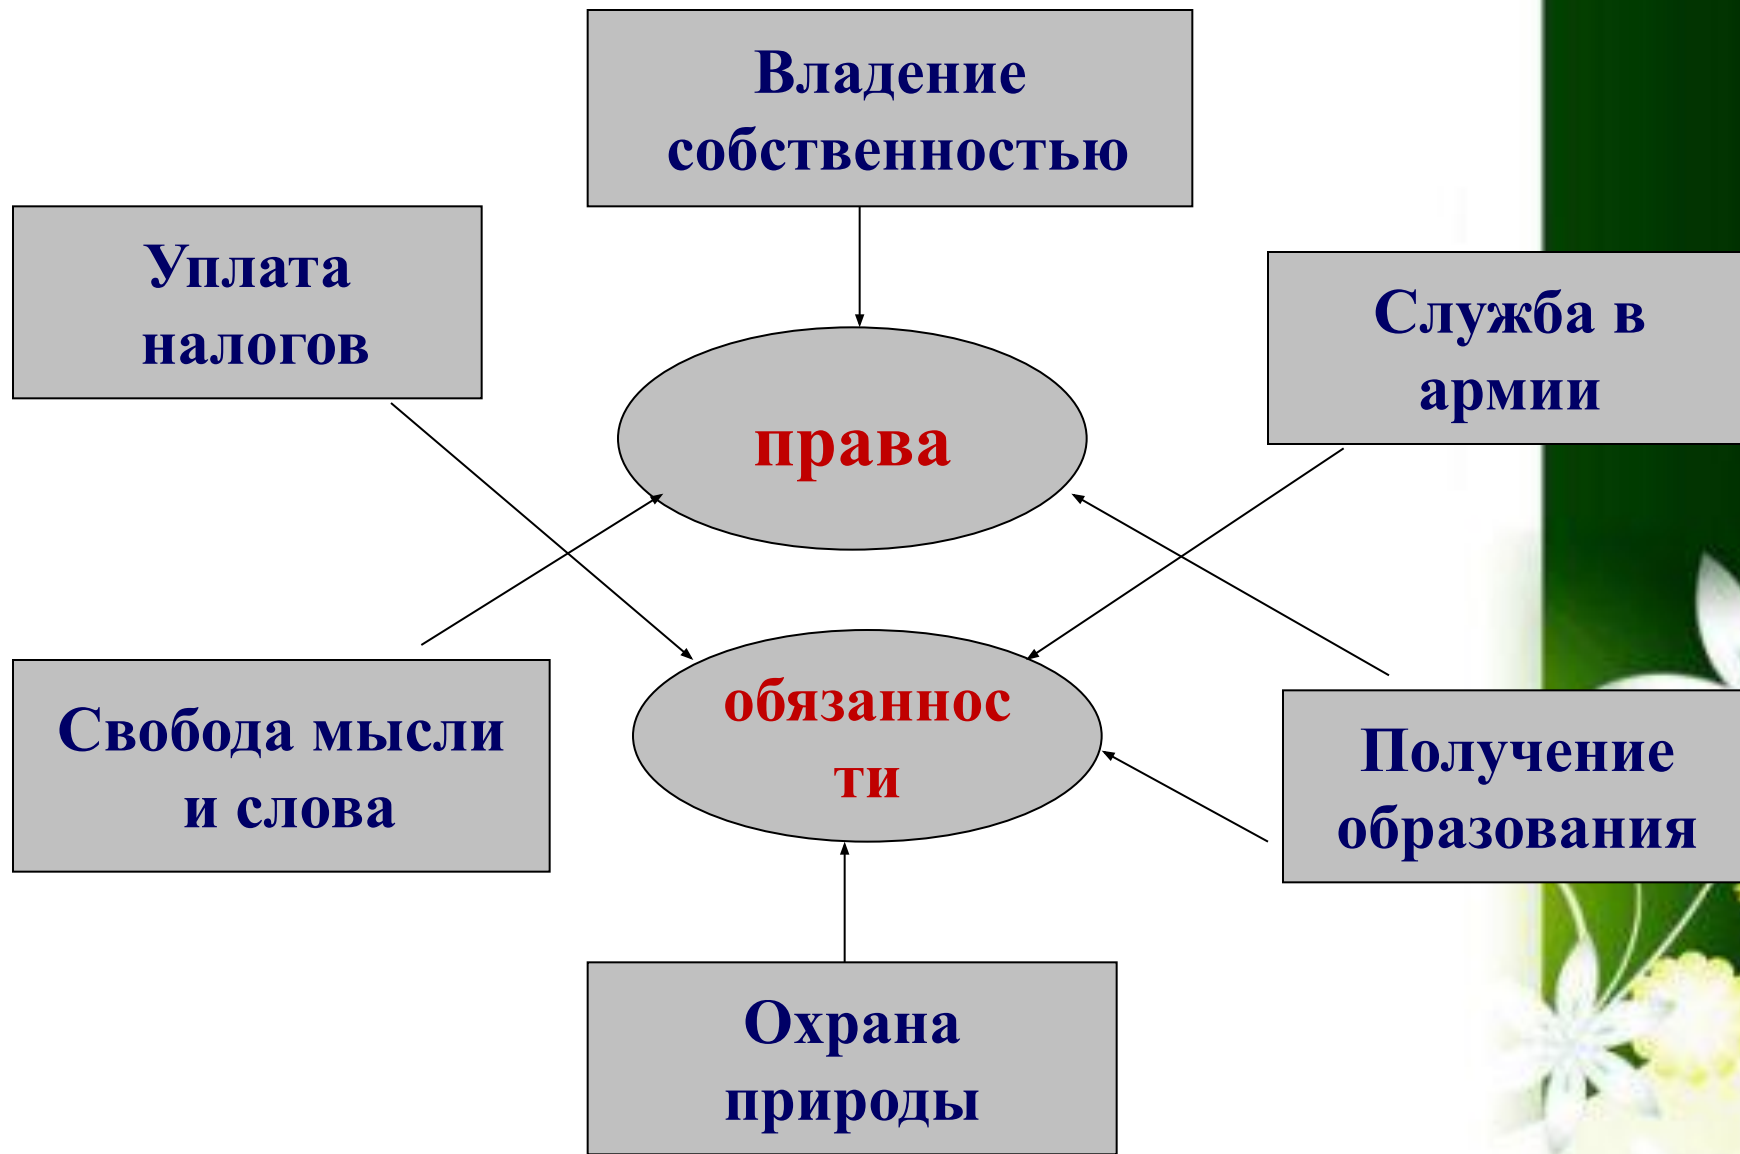 Владение
собственностью
Уплата
налогов
Служба в
армии
права
Свобода мысли
и слова
обязаннос
ти
Получение
образования
Охрана
природы